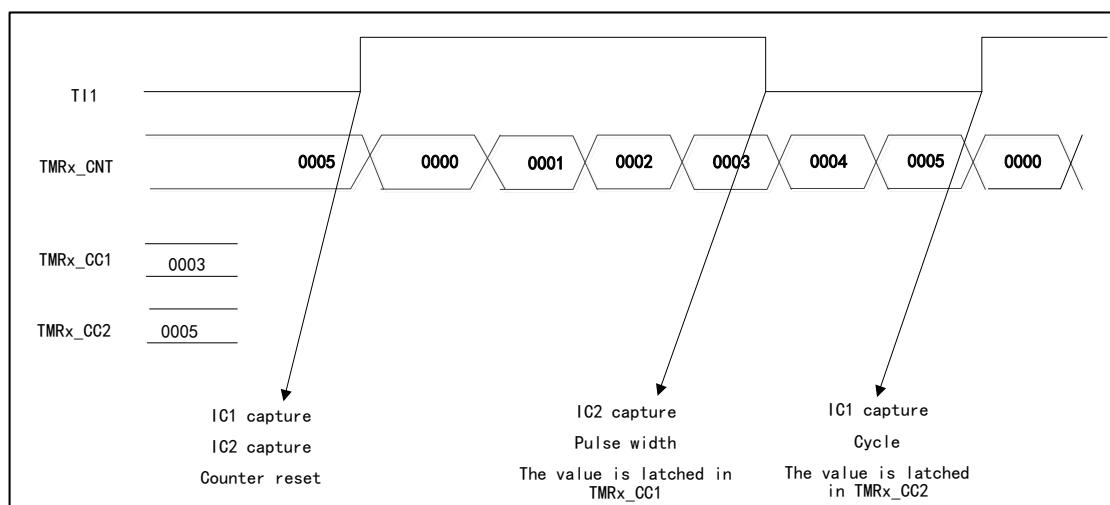 TI1
TMRx_CNT
0005 0000 0001 0002 0003 0004 0005 0000
TMRx_CC1
0003
TMRx_CC2
0005
IC1 capture
IC2 capture
Counter reset
IC2 capture
Pulse width
The value is latched in
TMRx_CC1
IC1 capture
Cycle
The value is latched
in TMRx_CC2